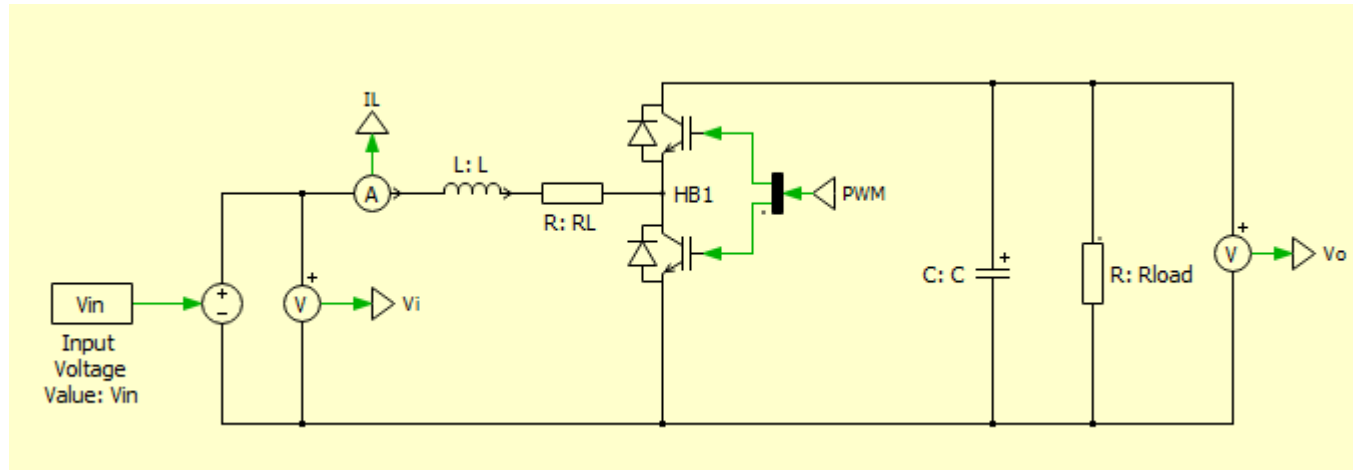 IL
A
L: L
R: RL
HB1
PWM
Vin
Input
Voltage
Value: Vin
+
−
+
V
Vi
C: C
+
R: Rload
+
V
Vo